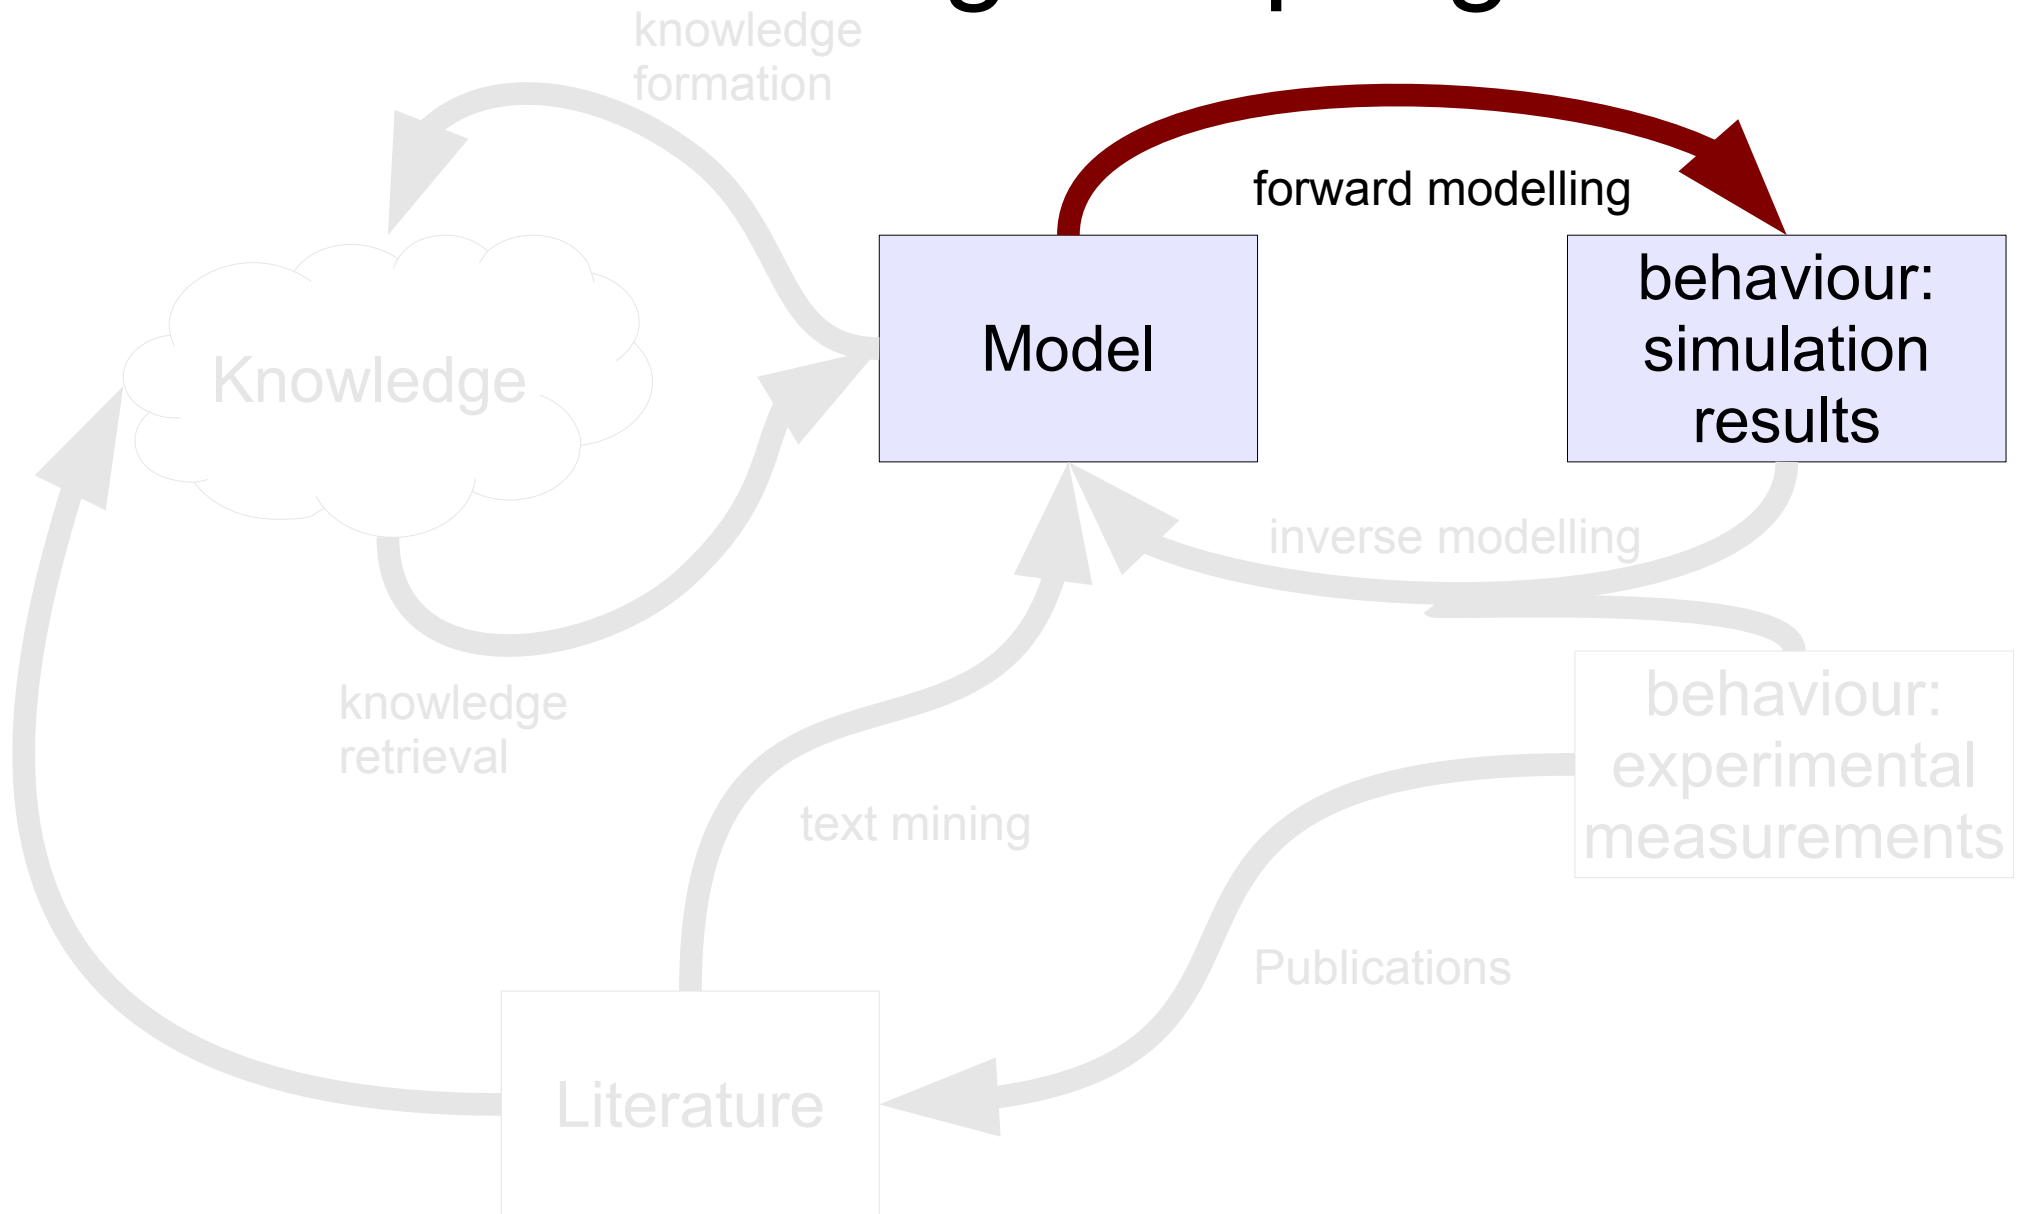 knowledge
formation
forward modelling
behaviour:
simulation
results
Model
Knowledge
inverse modelling
knowledge
retrieval
behaviour:
experimental
measurements
text mining
Publications
Literature